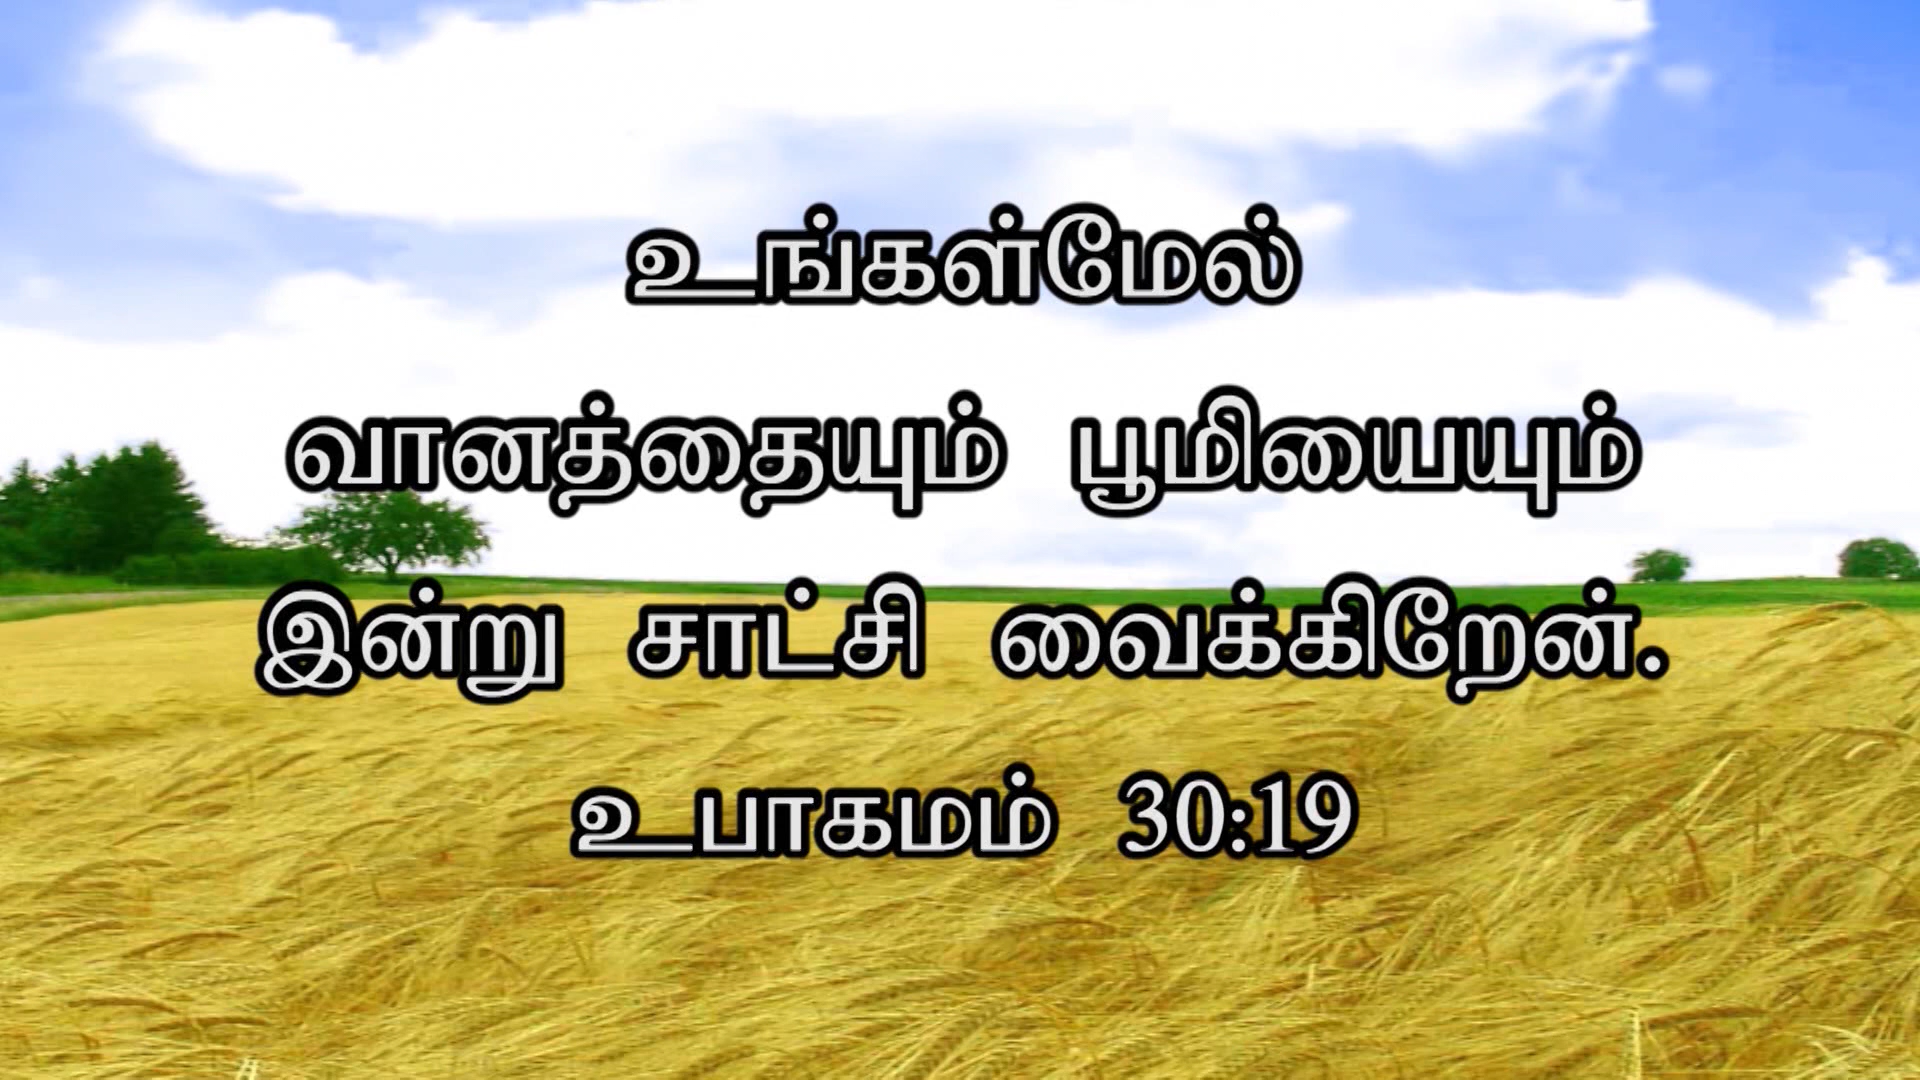 உங்கள்மேல்
வானத்தையும் பூமியையும்
இன்று சாட்சி வைக்கிறேன்.
உபாகமம் 30:19